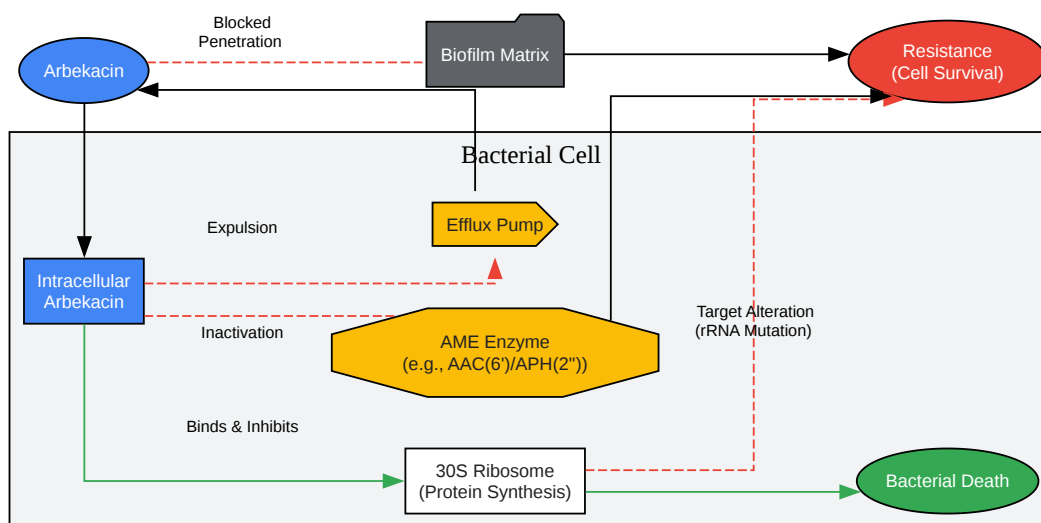 Blocked
Penetration
Arbekacin
Biofilm Matrix
Resistance
(Cell Survival)
Bacterial Cell
Expulsion
Efflux Pump
Intracellular
Arbekacin
Inactivation
AME Enzyme
(e.g., AAC(6')/APH(2''))
Target Alteration
(rRNA Mutation)
Binds & Inhibits
30S Ribosome
(Protein Synthesis)
Bacterial Death